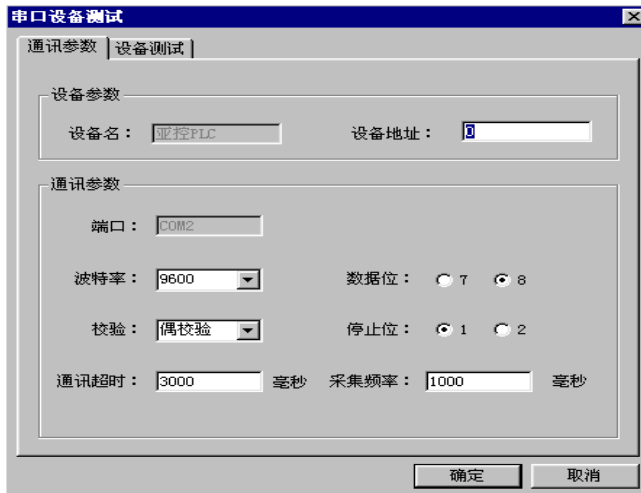 串口设备测试
通讯参数 设备测试
设备参数
设备名： 亚控PLC 设备地址： 0
通讯参数
端口： COM2
波特率： 9600 数据位： 7 8
校验： 偶校验 停止位： 1 2
通讯超时： 3000 毫秒 采集频率： 1000 毫秒
确定 取消